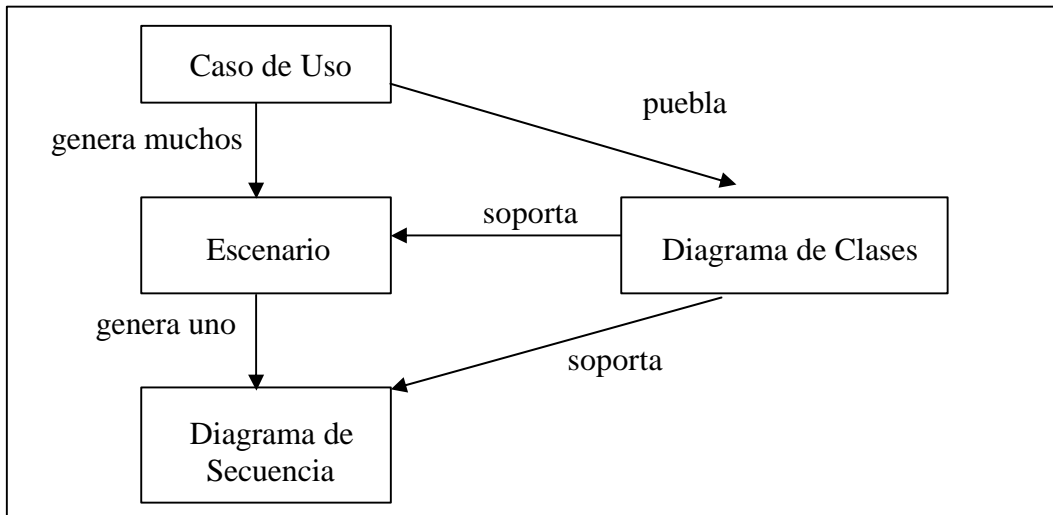 Caso de Uso
puebla
genera muchos
soporta
Escenario
Diagrama de Clases
genera uno
soporta
Diagrama de
Secuencia